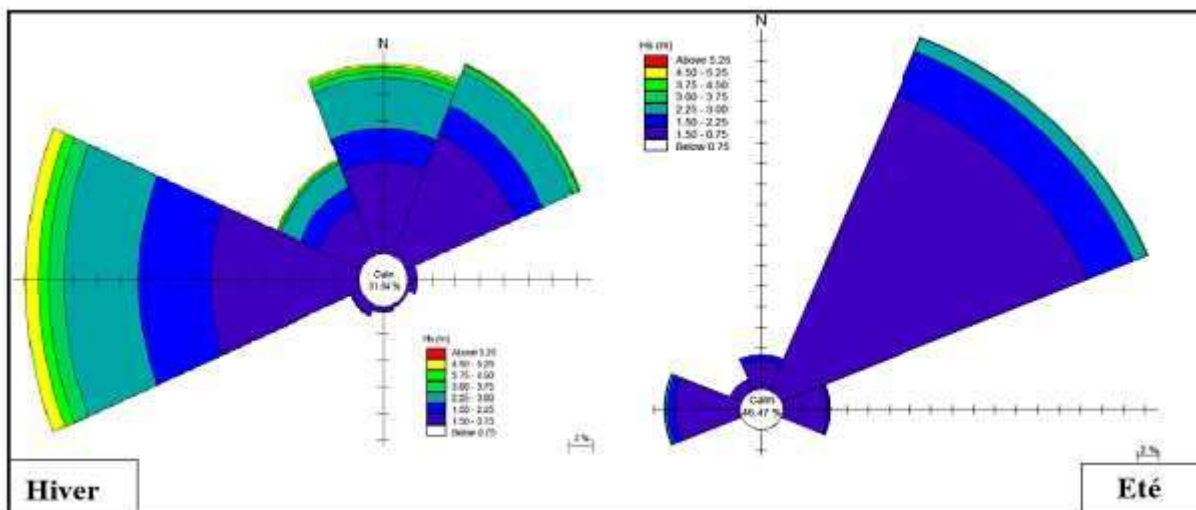 N
Calm
31.64 %
Hs (m)
Above 5.25
4.50 - 5.25
3.75 - 4.50
3.00 - 3.75
2.25 - 3.00
1.50 - 2.25
1.50 - 0.75
Below 0.75
2 %
Hiver
N
Hs (m)
Above 5.25
4.50 - 5.25
3.75 - 4.50
3.00 - 3.75
2.25 - 3.00
1.50 - 2.25
1.50 - 0.75
Below 0.75
Calm
46.47 %
2 %
Eté